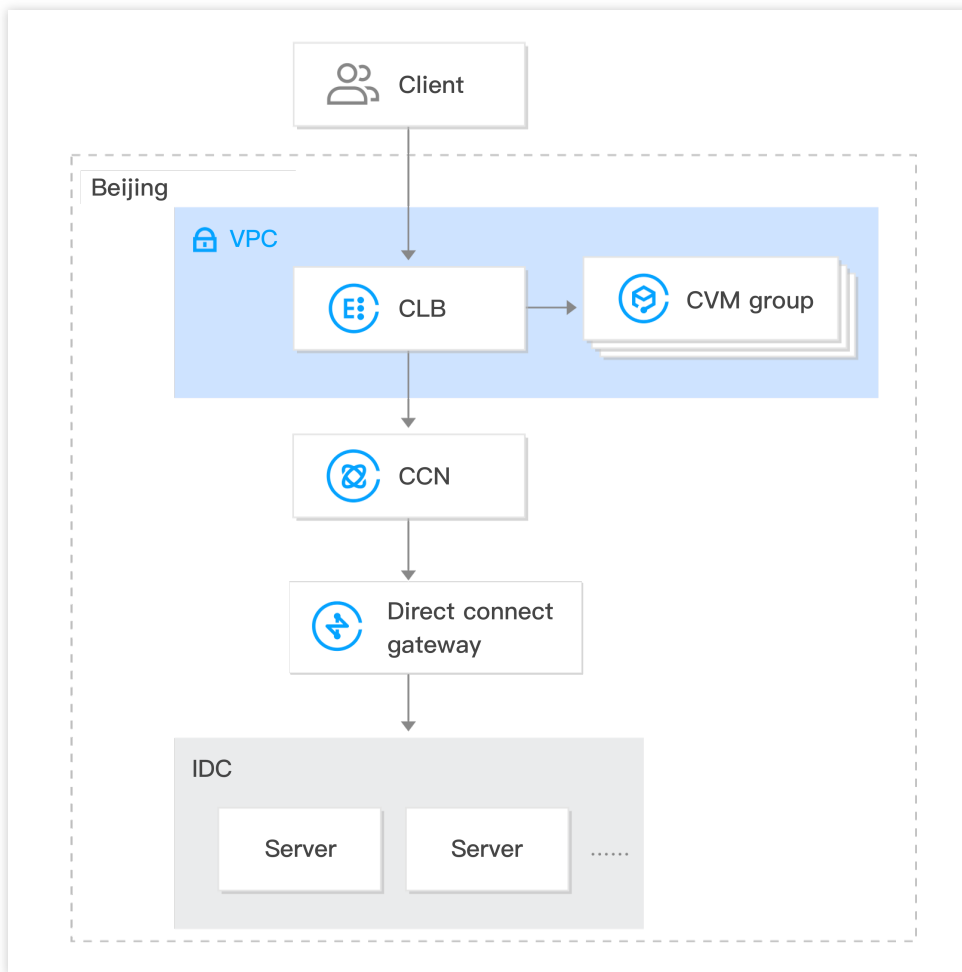 Client
Beijing
VPC
CLB
CVM group
CCN
Direct connect
gateway
IDC
Server
Server
......